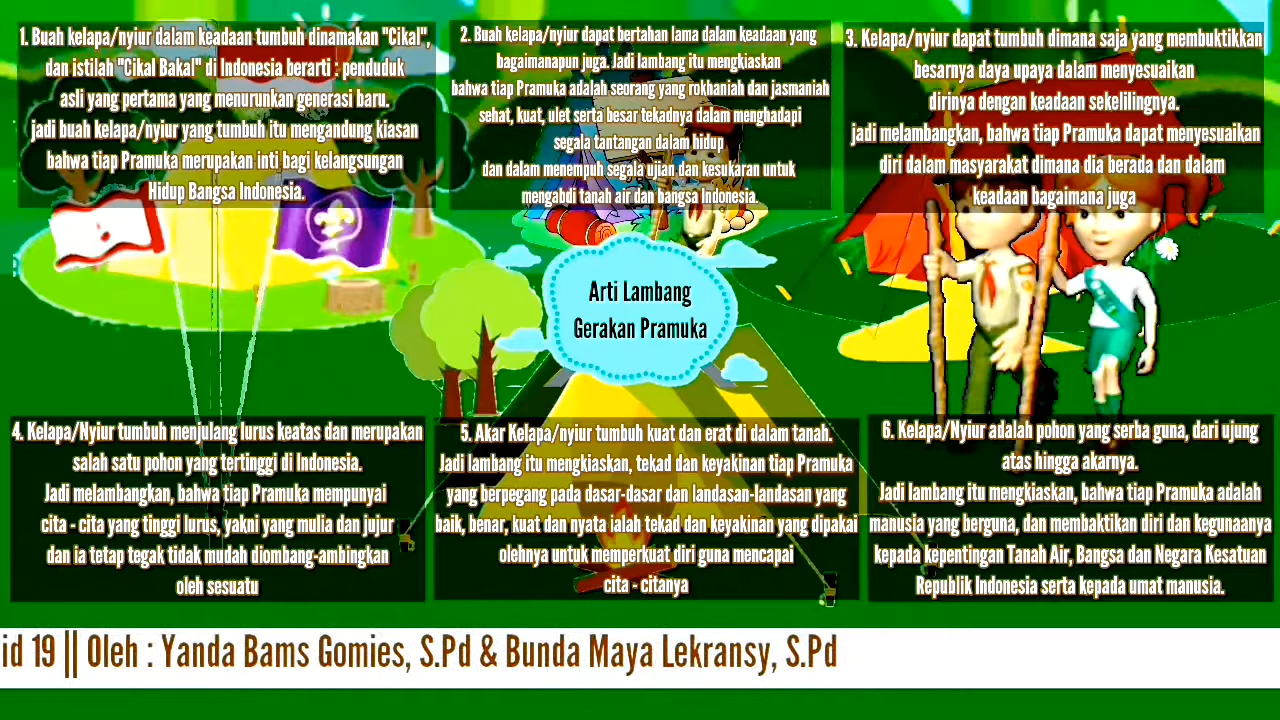 1. Buah kelapa/nyiur dalam keadaan tumbuh dinamakan "Cikal",
dan istilah "Cikal Bakal" di Indonesia berarti : penduduk
asli yang pertama yang menurunkan generasi baru.
jadi buah kelapa/nyiur yang tumbuh itu mengandung kiasan
bahwa tiap Pramuka merupakan inti bagi kelangsungan
Hidup Bangsa Indonesia.
2. Buah kelapa/nyiur dapat bertahan lama dalam keadaan yang
bagaimanapun juga. Jadi lambang itu mengkiaskan
bahwa tiap Pramuka adalah seorang yang rokhaniah dan jasmaniah
sehat, kuat, ulet serta besar tekadnya dalam menghadapi
segala tantangan dalam hidup
dan dalam menempuh segala ujian dan kesukaran untuk
mengabdi tanah air dan bangsa Indonesia.
3. Kelapa/nyiur dapat tumbuh dimana saja yang membuktikkan
besarnya daya upaya dalam menyesuaikan
dirinya dengan keadaan sekelilingnya.
jadi melambangkan, bahwa tiap Pramuka dapat menyesuaikan
diri dalam masyarakat dimana dia berada dan dalam
keadaan bagaimana juga
Arti Lambang
Gerakan Pramuka
4. Kelapa/Nyiur tumbuh menjulang lurus keatas dan merupakan
salah satu pohon yang tertinggi di Indonesia.
Jadi melambangkan, bahwa tiap Pramuka mempunyai
cita - cita yang tinggi lurus, yakni yang mulia dan jujur
dan ia tetap tegak tidak mudah diombang-ambingkan
oleh sesuatu
5. Akar Kelapa/nyiur tumbuh kuat dan erat di dalam tanah.
Jadi lambang itu mengkiaskan, tekad dan keyakinan tiap Pramuka
yang berpegang pada dasar-dasar dan landasan-landasan yang
baik, benar, kuat dan nyata ialah tekad dan keyakinan yang dipakai
olehnya untuk memperkuat diri guna mencapai
cita - citanya
6. Kelapa/Nyiur adalah pohon yang serba guna, dari ujung
atas hingga akarnya.
Jadi lambang itu mengkiaskan, bahwa tiap Pramuka adalah
manusia yang berguna, dan membaktikan diri dan kegunaanya
kepada kepentingan Tanah Air, Bangsa dan Negara Kesatuan
Republik Indonesia serta kepada umat manusia.
id 19 || Oleh : Yanda Bams Gomies, S.Pd & Bunda Maya Lekransy, S.Pd